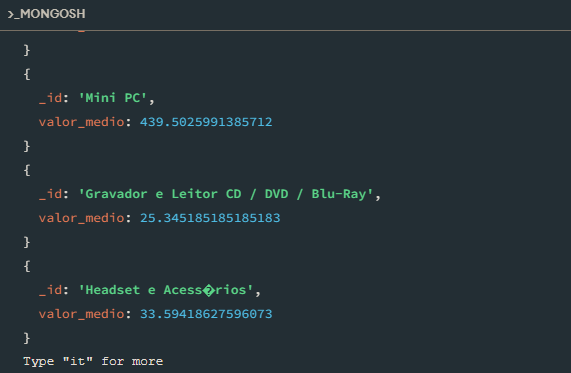 >_MONGOSH
}
{
_id: 'Mini PC',
valor_medio: 439.5025991385712
}
{
_id: 'Gravador e Leitor CD / DVD / Blu-Ray',
valor_medio: 25.345185185185183
}
{
_id: 'Headset e Acess�rios',
valor_medio: 33.59418627596073
}
Type "it" for more